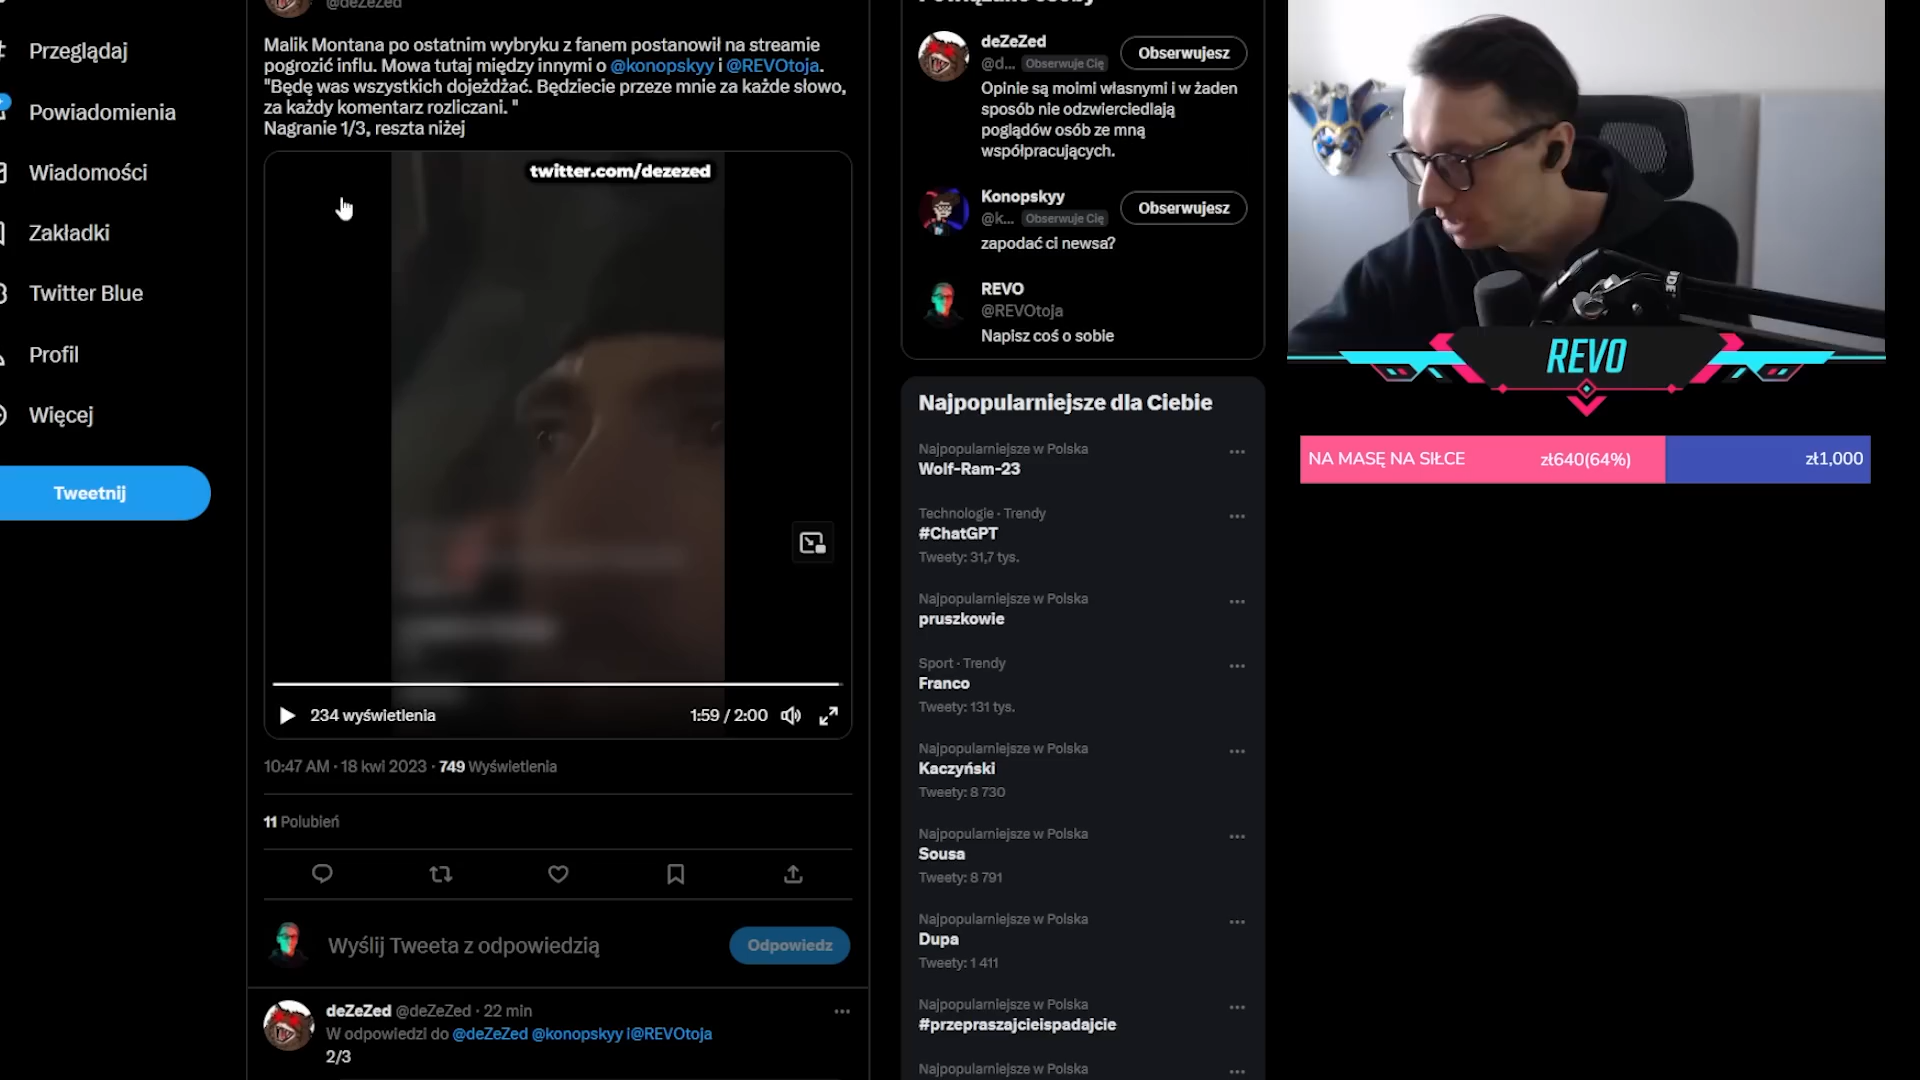 @deZeZed
Przeglądaj
Powiadomienia
Wiadomości
Zakładki
Twitter Blue
Profil
Więcej
Tweetnij
Malik Montana po ostatnim wybryku z fanem postanowił na streamie
pogrozić influ. Mowa tutaj między innymi o @konopskyy i @REVOtoja.
"Będę was wszystkich dojeżdżać. Będziecie przeze mnie za każde słowo,
za każdy komentarz rozliczani. "
Nagranie 1/3, reszta niżej
twitter.com/dezezed
234 wyświetlenia
1:59 / 2:00
10:47 AM · 18 kwi 2023 · 749 Wyświetlenia
11 Polubień
Wyślij Tweeta z odpowiedzią
Odpowiedz
deZeZed @deZeZed · 22 min
W odpowiedzi do @deZeZed @konopskyy i@REVOtoja
2/3
Powiązane osoby
deZeZed
@d... Obserwuje Cię
Obserwujesz
Opinie są moimi własnymi i w żaden
sposób nie odzwierciedlają
poglądów osób ze mną
współpracujących.
Konopskyy
@k... Obserwuje Cię
Obserwujesz
zapodać ci newsa?
REVO
@REVOtoja
Napisz coś o sobie
Najpopularniejsze dla Ciebie
Najpopularniejsze w Polska
Wolf-Ram-23
Technologie · Trendy
#ChatGPT
Tweety: 31,7 tys.
Najpopularniejsze w Polska
pruszkowie
Sport · Trendy
Franco
Tweety: 131 tys.
Najpopularniejsze w Polska
Kaczyński
Tweety: 8 730
Najpopularniejsze w Polska
Sousa
Tweety: 8 791
Najpopularniejsze w Polska
Dupa
Tweety: 1 411
Najpopularniejsze w Polska
#przepraszajcieispadajcie
Najpopularniejsze w Polska
REVO
NA MASĘ NA SIŁCE zł640(64%) zł1,000